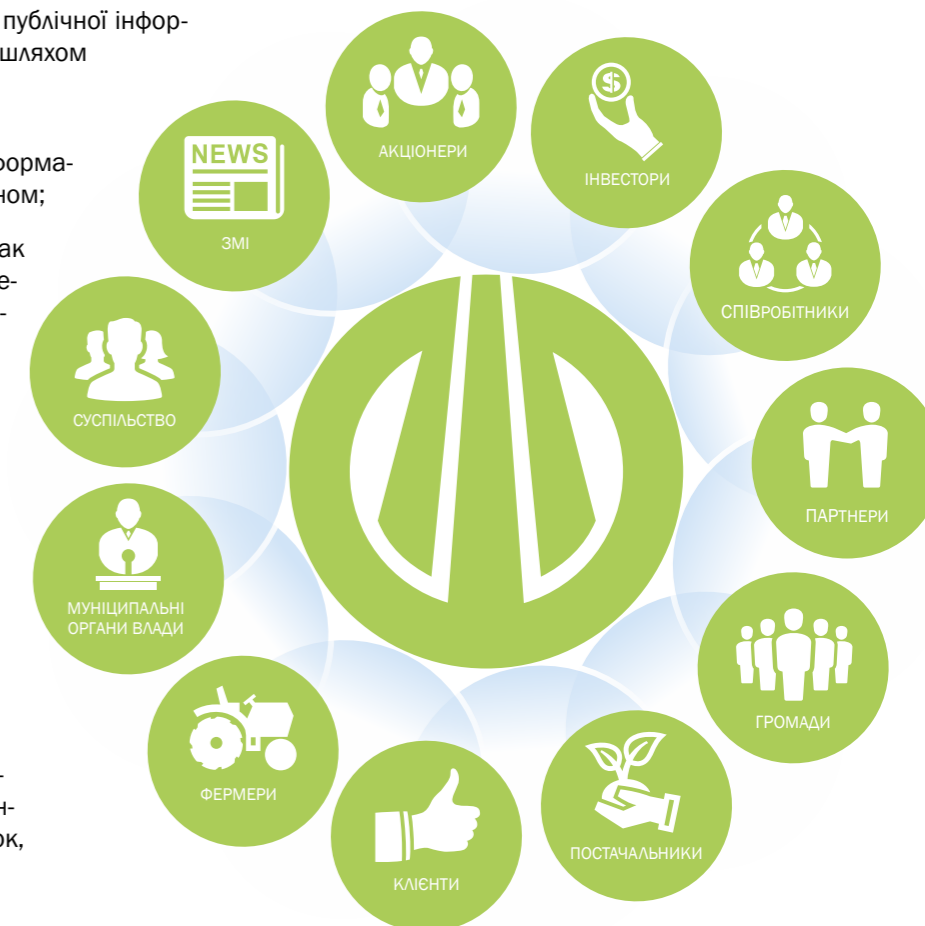 публічної інфор-
шляхом
форма-
ном;
ак
е-
-
-
н-
ок,
АКЦІОНЕРИ
ІНВЕСТОРИ
СПІВРОБІТНИКИ
ПАРТНЕРИ
ГРОМАДИ
ПОСТАЧАЛЬНИКИ
КЛІЄНТИ
ФЕРМЕРИ
МУНІЦИПАЛЬНІ
ОРГАНИ ВЛАДИ
СУСПІЛЬСТВО
NEWS
ЗМІ